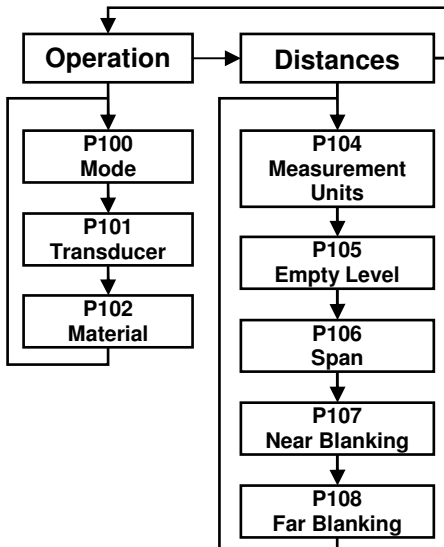 Operation
Distances
P100
Mode
P101
Transducer
P102
Material
P104
Measurement
Units
P105
Empty Level
P106
Span
P107
Near Blanking
P108
Far Blanking